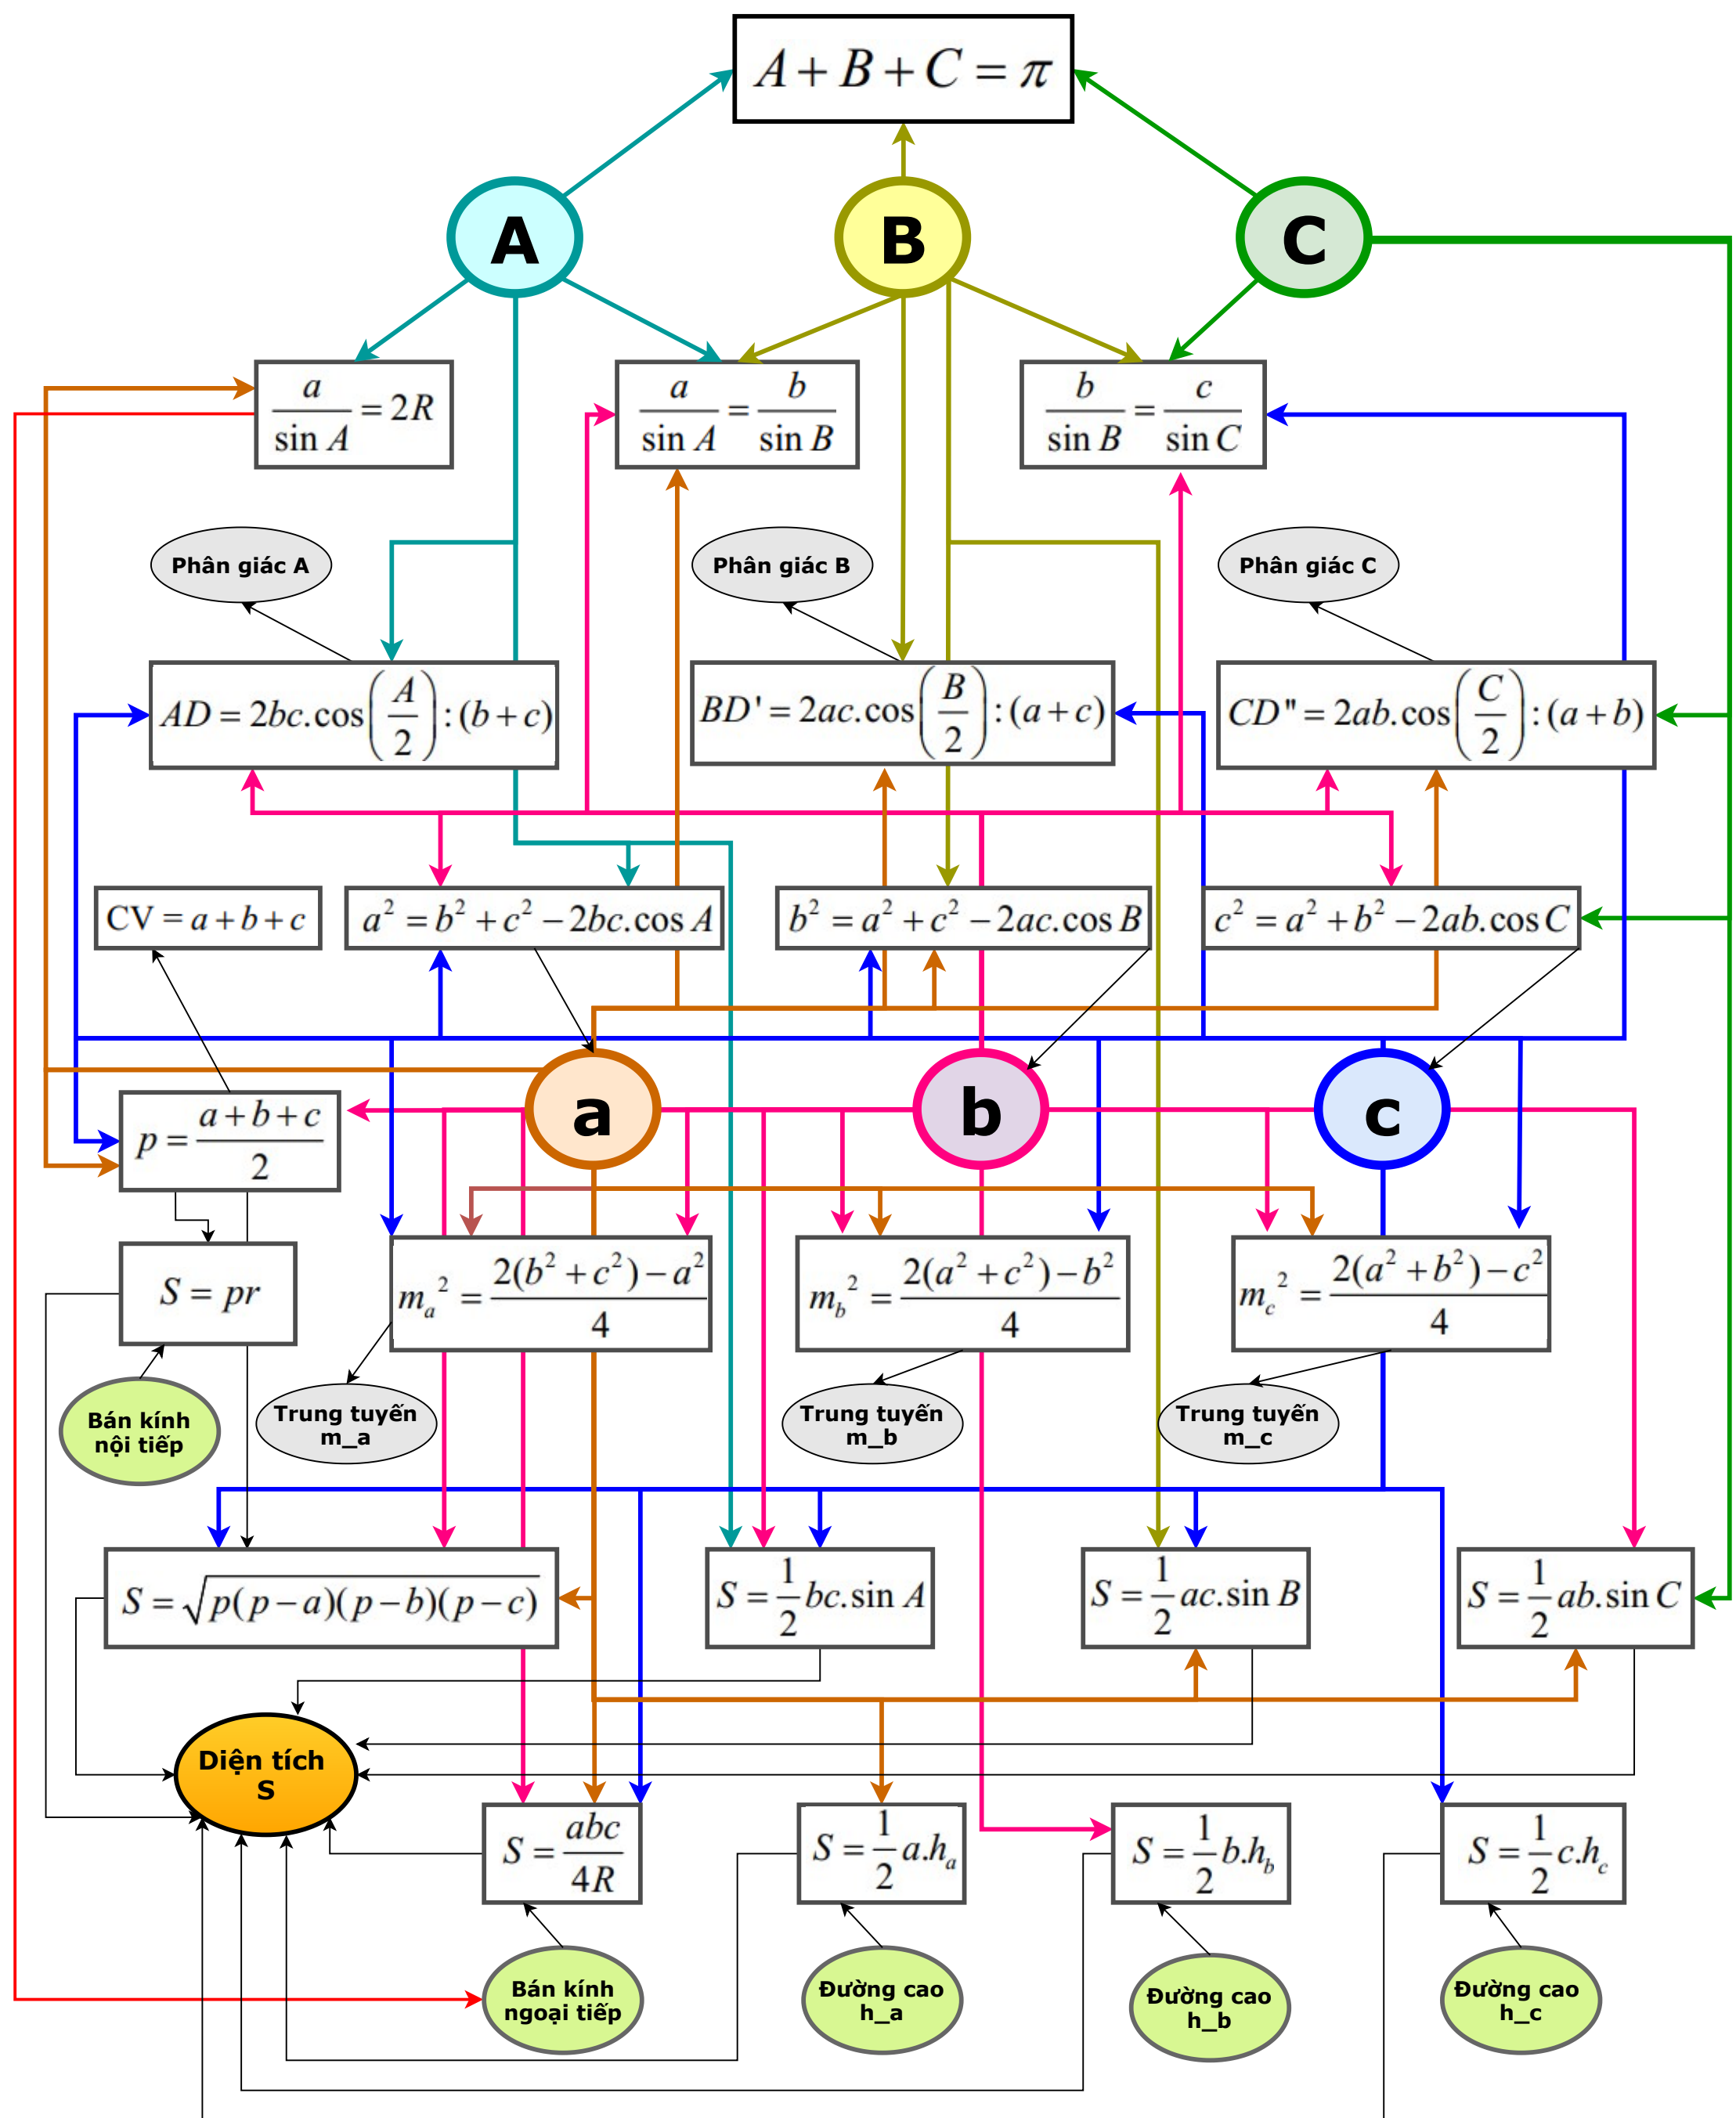 A + B + C = π
A
B
C
a / sin A = 2R
a / sin A = b / sin B
b / sin B = c / sin C
Phân giác A
Phân giác B
Phân giác C
AD = 2bc.cos(A/2) : (b + c)
BD' = 2ac.cos(B/2) : (a + c)
CD" = 2ab.cos(C/2) : (a + b)
CV = a + b + c
a² = b² + c² − 2bc.cos A
b² = a² + c² − 2ac.cos B
c² = a² + b² − 2ab.cos C
a
b
c
p = (a + b + c) / 2
S = pr
m_a² = (2(b² + c²) − a²) / 4
m_b² = (2(a² + c²) − b²) / 4
m_c² = (2(a² + b²) − c²) / 4
Bán kính
nội tiếp
Trung tuyến
m_a
Trung tuyến
m_b
Trung tuyến
m_c
S = √(p(p − a)(p − b)(p − c))
S = 1/2 bc.sin A
S = 1/2 ac.sin B
S = 1/2 ab.sin C
Diện tích
S
S = abc / 4R
S = 1/2 a.h_a
S = 1/2 b.h_b
S = 1/2 c.h_c
Bán kính
ngoại tiếp
Đường cao
h_a
Đường cao
h_b
Đường cao
h_c